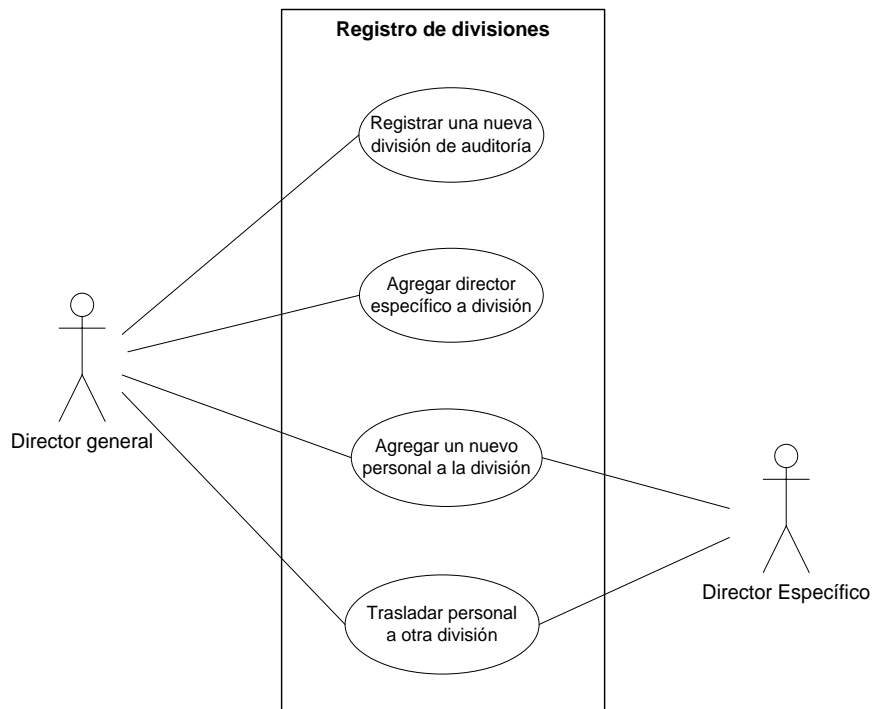 Registro de divisiones
Registrar una nueva
división de auditoría
Agregar director
específico a división
Director general
Agregar un nuevo
personal a la división
Director Específico
Trasladar personal
a otra división